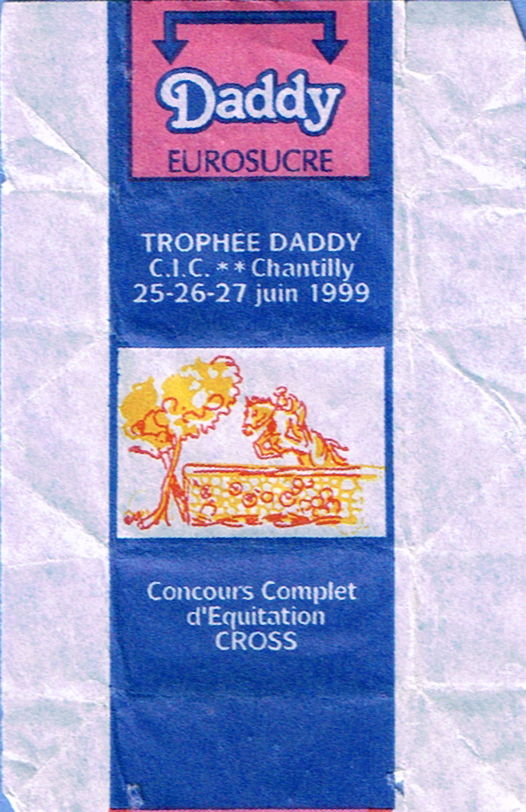 Daddy
EUROSUCRE
TROPHÉE DADDY
C.I.C. ** Chantilly
25-26-27 juin 1999
Concours Complet
d'Equitation
CROSS